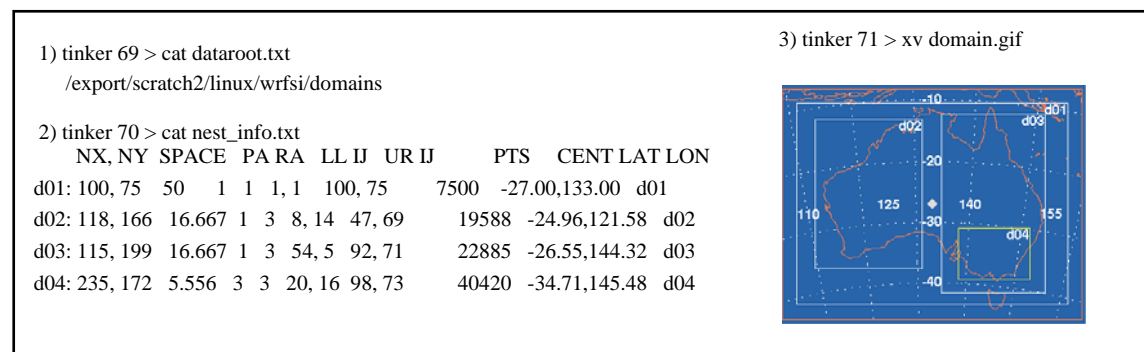 1) tinker 69 > cat dataroot.txt
/export/scratch2/linux/wrfsi/domains
2) tinker 70 > cat nest_info.txt
NX, NY SPACE PA RA LL IJ UR IJ PTS CENT LAT LON
d01: 100, 75 50 1 1 1, 1 100, 75 7500 -27.00,133.00 d01
d02: 118, 166 16.667 1 3 8, 14 47, 69 19588 -24.96,121.58 d02
d03: 115, 199 16.667 1 3 54, 5 92, 71 22885 -26.55,144.32 d03
d04: 235, 172 5.556 3 3 20, 16 98, 73 40420 -34.71,145.48 d04
3) tinker 71 > xv domain.gif
-10
d01
d02
d03
-20
125
140
110
155
-30
d04
-40